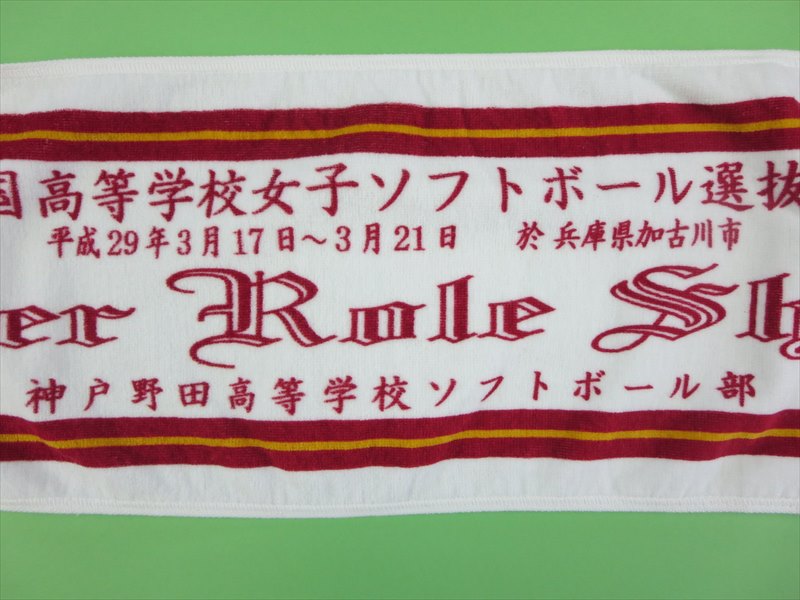 国高等学校女子ソフトボール選抜
平成29年3月17日～3月21日 於 兵庫県加古川市
er Role Sh
神戸野田高等学校ソフトボール部